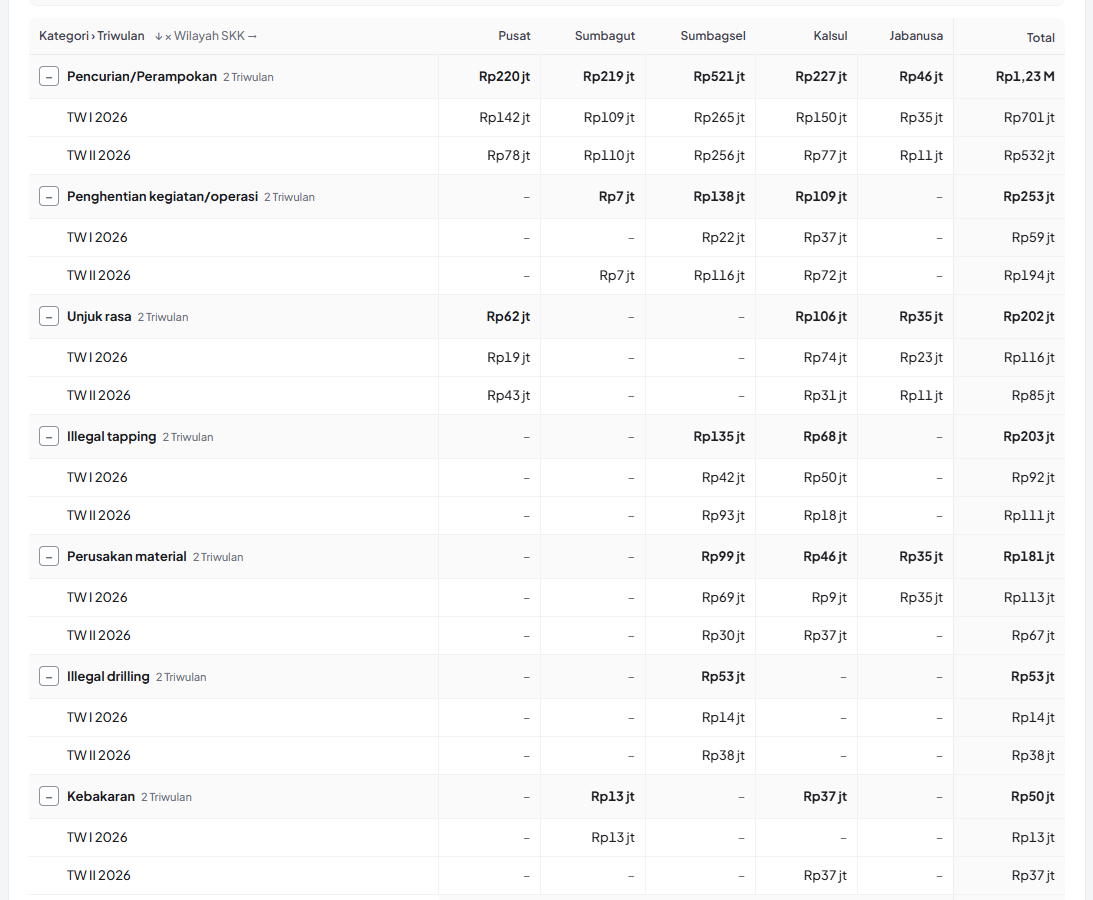 Kategori › Triwulan ↓ × Wilayah SKK → Pusat Sumbagut Sumbagsel Kalsul Jabanusa Total
– Pencurian/Perampokan 2 Triwulan Rp220 jt Rp219 jt Rp521 jt Rp227 jt Rp46 jt Rp1,23 M
TW I 2026 Rp142 jt Rp109 jt Rp265 jt Rp150 jt Rp35 jt Rp701 jt
TW II 2026 Rp78 jt Rp110 jt Rp256 jt Rp77 jt Rp11 jt Rp532 jt
– Penghentian kegiatan/operasi 2 Triwulan – Rp7 jt Rp138 jt Rp109 jt – Rp253 jt
TW I 2026 – – Rp22 jt Rp37 jt – Rp59 jt
TW II 2026 – Rp7 jt Rp116 jt Rp72 jt – Rp194 jt
– Unjuk rasa 2 Triwulan Rp62 jt – – Rp106 jt Rp35 jt Rp202 jt
TW I 2026 Rp19 jt – – Rp74 jt Rp23 jt Rp116 jt
TW II 2026 Rp43 jt – – Rp31 jt Rp11 jt Rp85 jt
– Illegal tapping 2 Triwulan – – Rp135 jt Rp68 jt – Rp203 jt
TW I 2026 – – Rp42 jt Rp50 jt – Rp92 jt
TW II 2026 – – Rp93 jt Rp18 jt – Rp111 jt
– Perusakan material 2 Triwulan – – Rp99 jt Rp46 jt Rp35 jt Rp181 jt
TW I 2026 – – Rp69 jt Rp9 jt Rp35 jt Rp113 jt
TW II 2026 – – Rp30 jt Rp37 jt – Rp67 jt
– Illegal drilling 2 Triwulan – – Rp53 jt – – Rp53 jt
TW I 2026 – – Rp14 jt – – Rp14 jt
TW II 2026 – – Rp38 jt – – Rp38 jt
– Kebakaran 2 Triwulan – Rp13 jt – Rp37 jt – Rp50 jt
TW I 2026 – Rp13 jt – – – Rp13 jt
TW II 2026 – – – Rp37 jt – Rp37 jt